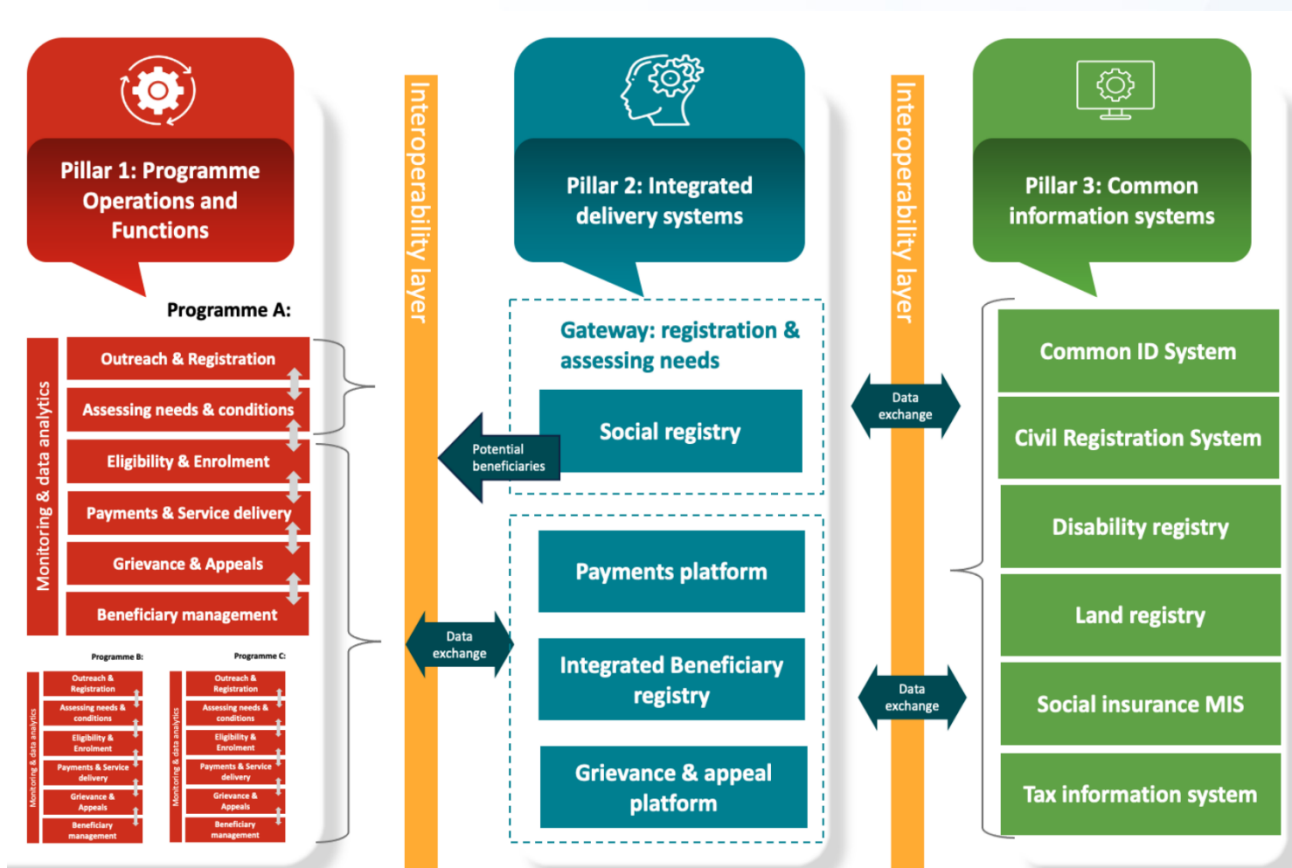 Pillar 1: Programme
Operations and
Functions
Programme A:
Monitoring & data analytics
Outreach & Registration
Assessing needs & conditions
Eligibility & Enrolment
Payments & Service delivery
Grievance & Appeals
Beneficiary management
Programme B:
Monitoring & data analytics
Outreach &
Registration
Assessing needs &
conditions
Eligibility &
Enrolment
Payments & Service
delivery
Grievance &
Appeals
Beneficiary
management
Programme C:
Monitoring & data analytics
Outreach &
Registration
Assessing needs &
conditions
Eligibility &
Enrolment
Payments & Service
delivery
Grievance &
Appeals
Beneficiary
management
Interoperability layer
Potential
beneficiaries
Data
exchange
Pillar 2: Integrated
delivery systems
Gateway: registration &
assessing needs
Social registry
Payments platform
Integrated Beneficiary
registry
Grievance & appeal
platform
Interoperability layer
Data
exchange
Data
exchange
Pillar 3: Common
information systems
Common ID System
Civil Registration System
Disability registry
Land registry
Social insurance MIS
Tax information system